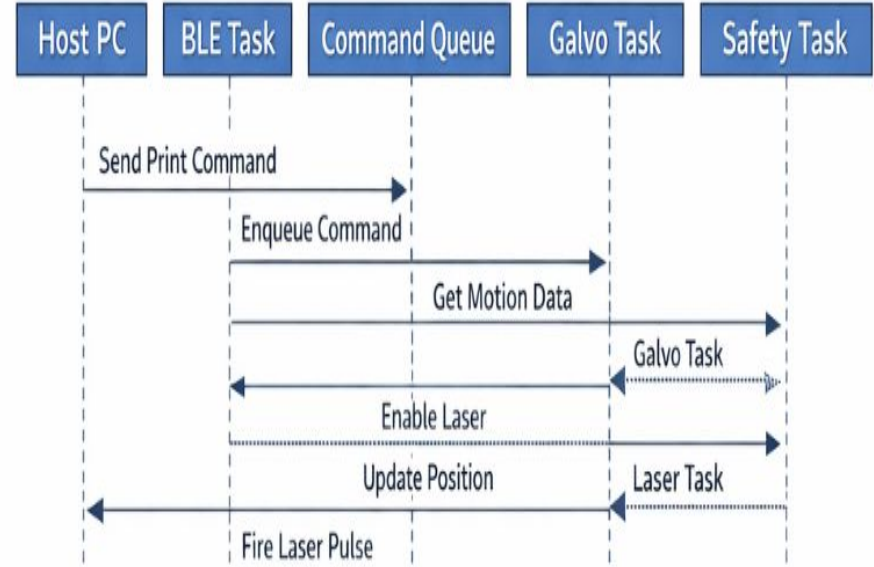 Host PC
BLE Task
Command Queue
Galvo Task
Safety Task
Send Print Command
Enqueue Command
Get Motion Data
Galvo Task
Enable Laser
Update Position
Laser Task
Fire Laser Pulse